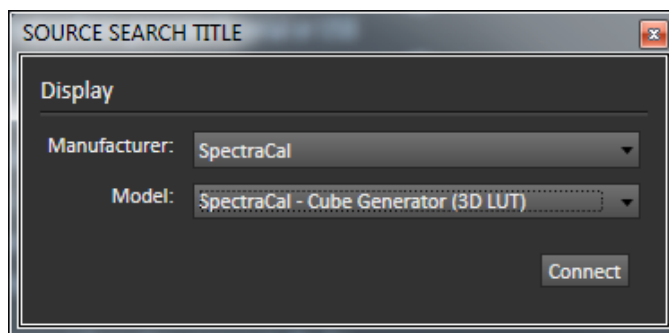 SOURCE SEARCH TITLE
Display
Manufacturer: SpectraCal
Model: SpectraCal - Cube Generator (3D LUT)
Connect